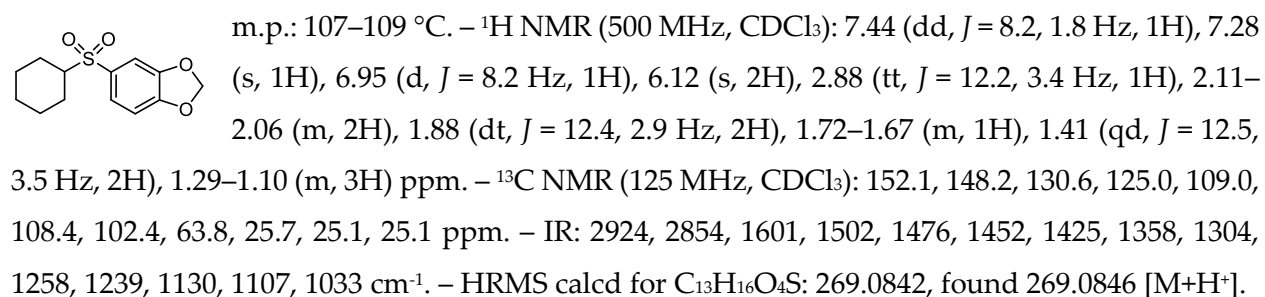 m.p.: 107–109 °C. – ¹H NMR (500 MHz, CDCl₃): 7.44 (dd, J = 8.2, 1.8 Hz, 1H), 7.28
(s, 1H), 6.95 (d, J = 8.2 Hz, 1H), 6.12 (s, 2H), 2.88 (tt, J = 12.2, 3.4 Hz, 1H), 2.11–
2.06 (m, 2H), 1.88 (dt, J = 12.4, 2.9 Hz, 2H), 1.72–1.67 (m, 1H), 1.41 (qd, J = 12.5,
3.5 Hz, 2H), 1.29–1.10 (m, 3H) ppm. – ¹³C NMR (125 MHz, CDCl₃): 152.1, 148.2, 130.6, 125.0, 109.0,
108.4, 102.4, 63.8, 25.7, 25.1, 25.1 ppm. – IR: 2924, 2854, 1601, 1502, 1476, 1452, 1425, 1358, 1304,
1258, 1239, 1130, 1107, 1033 cm⁻¹. – HRMS calcd for C₁₃H₁₆O₄S: 269.0842, found 269.0846 [M+H⁺].
O O
S
O
O